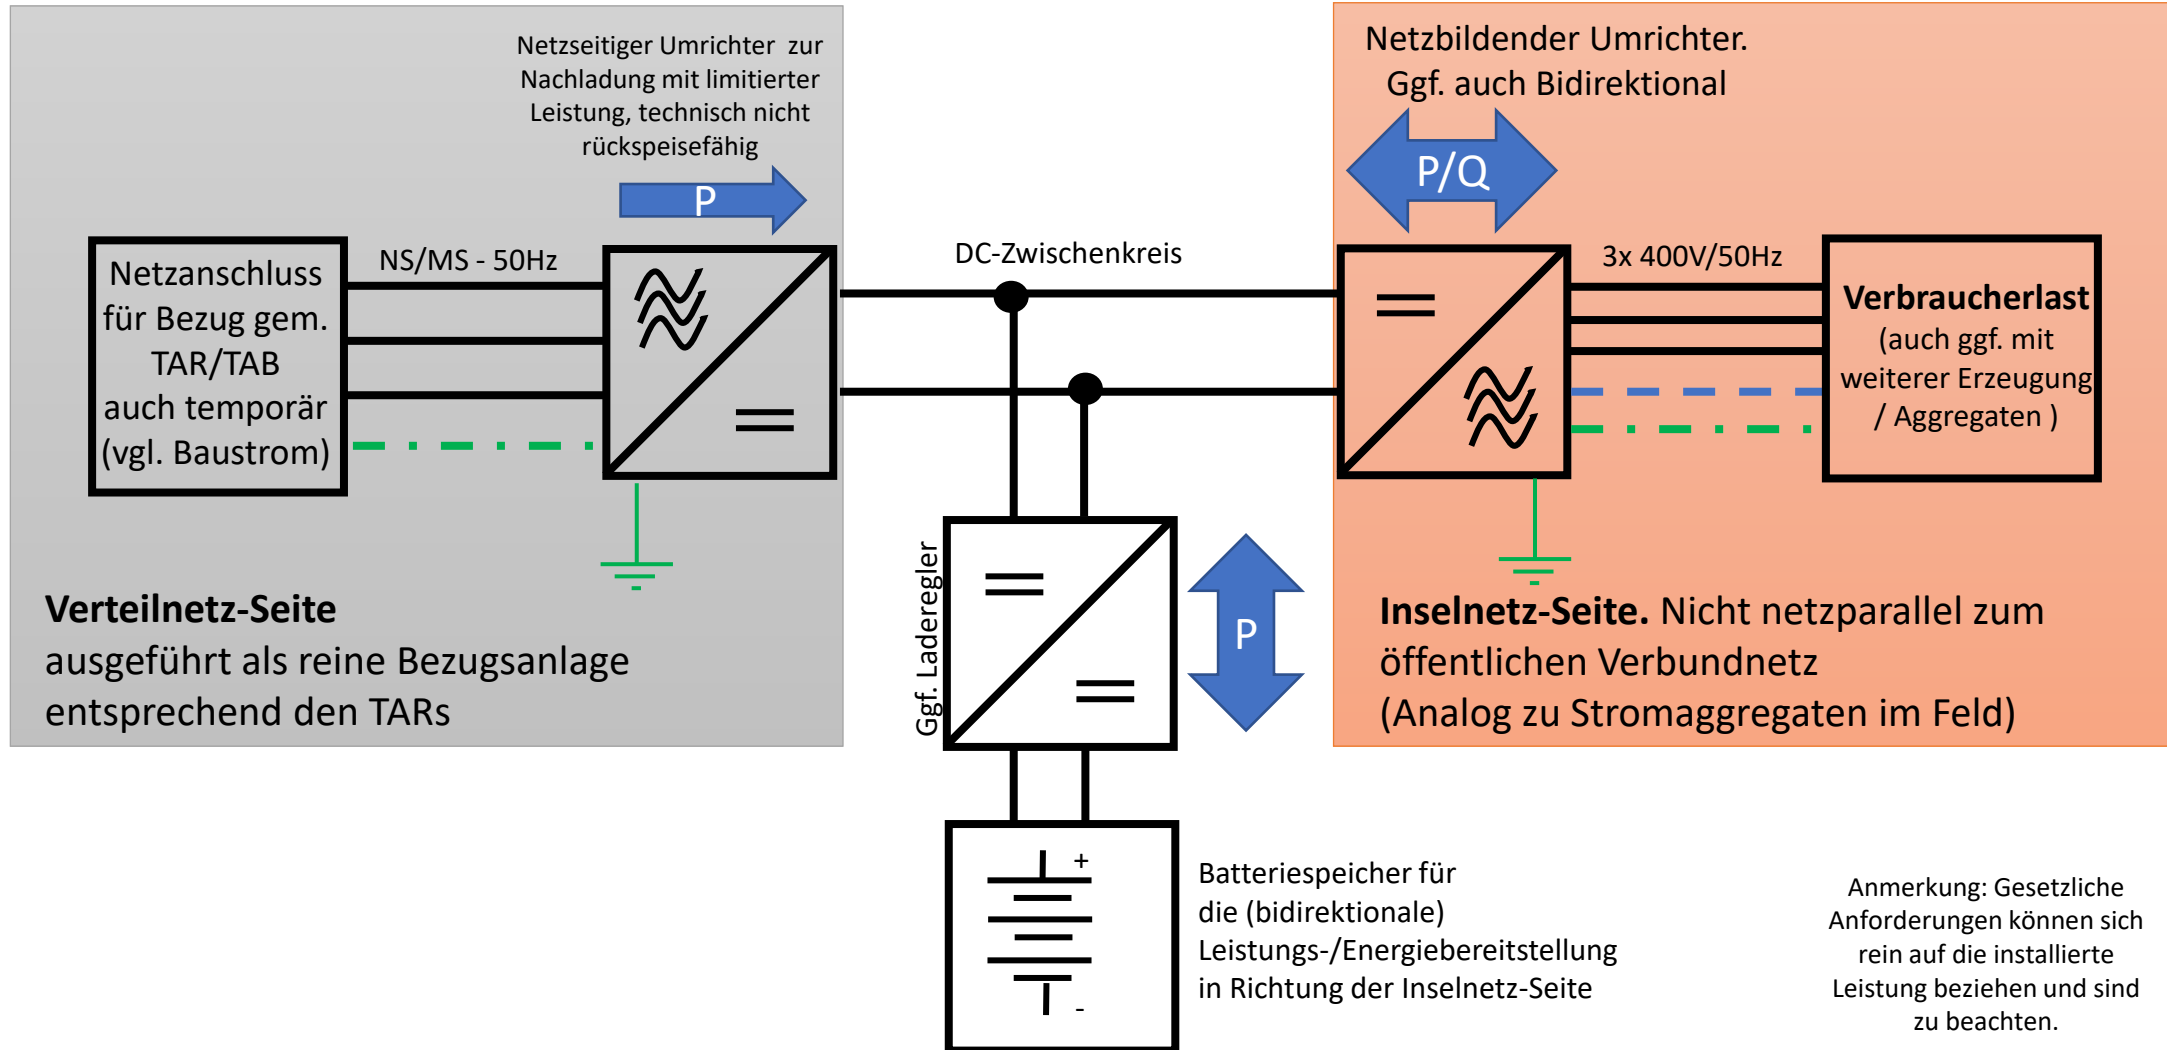 Netzseitiger Umrichter zur
Nachladung mit limitierter
Leistung, technisch nicht
rückspeisefähig
P
Netzanschluss
für Bezug gem.
TAR/TAB
auch temporär
(vgl. Baustrom)
NS/MS - 50Hz
Verteilnetz-Seite
ausgeführt als reine Bezugsanlage
entsprechend den TARs
DC-Zwischenkreis
Ggf. Laderegler
P
+
-
Batteriespeicher für
die (bidirektionale)
Leistungs-/Energiebereitstellung
in Richtung der Inselnetz-Seite
Netzbildender Umrichter.
Ggf. auch Bidirektional
P/Q
3x 400V/50Hz
Verbraucherlast
(auch ggf. mit
weiterer Erzeugung
/ Aggregaten )
Inselnetz-Seite. Nicht netzparallel zum
öffentlichen Verbundnetz
(Analog zu Stromaggregaten im Feld)
Anmerkung: Gesetzliche
Anforderungen können sich
rein auf die installierte
Leistung beziehen und sind
zu beachten.